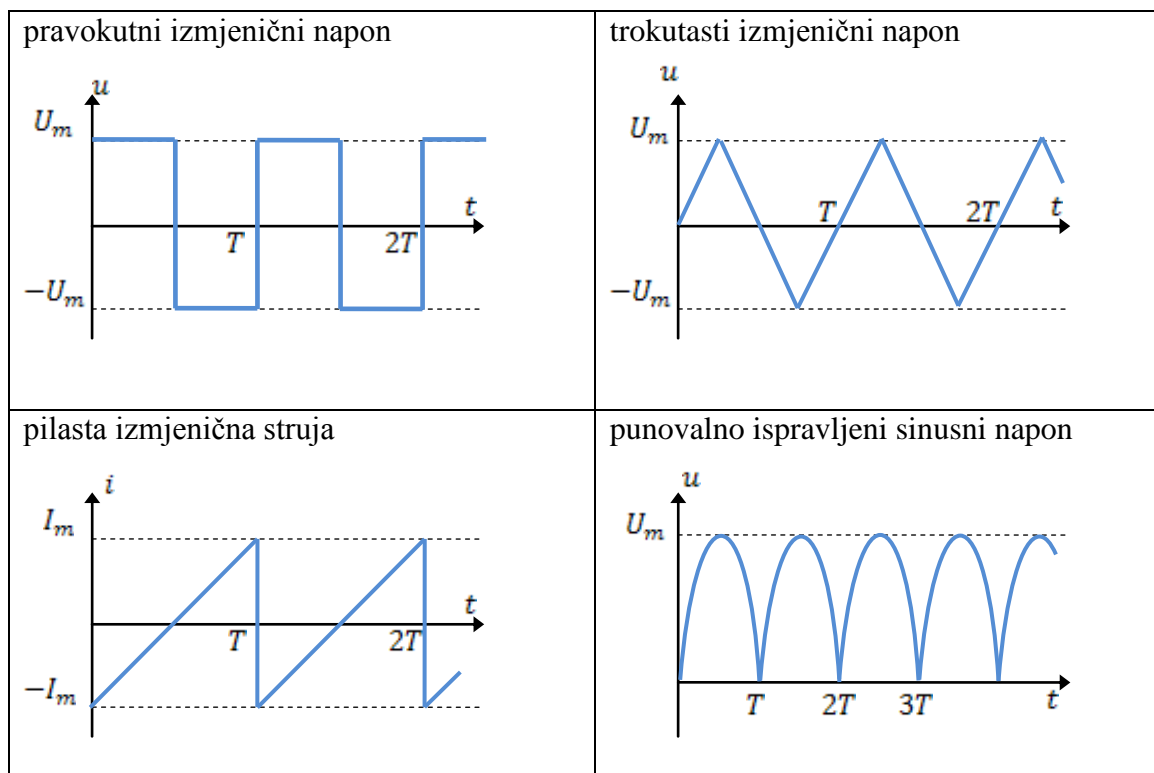 pravokutni izmjenični napon
u
U_m
t
T
2T
−U_m
trokutasti izmjenični napon
u
U_m
T
2T
t
−U_m
pilasta izmjenična struja
i
I_m
t
T
2T
−I_m
punovalno ispravljeni sinusni napon
u
U_m
T
2T
3T
t